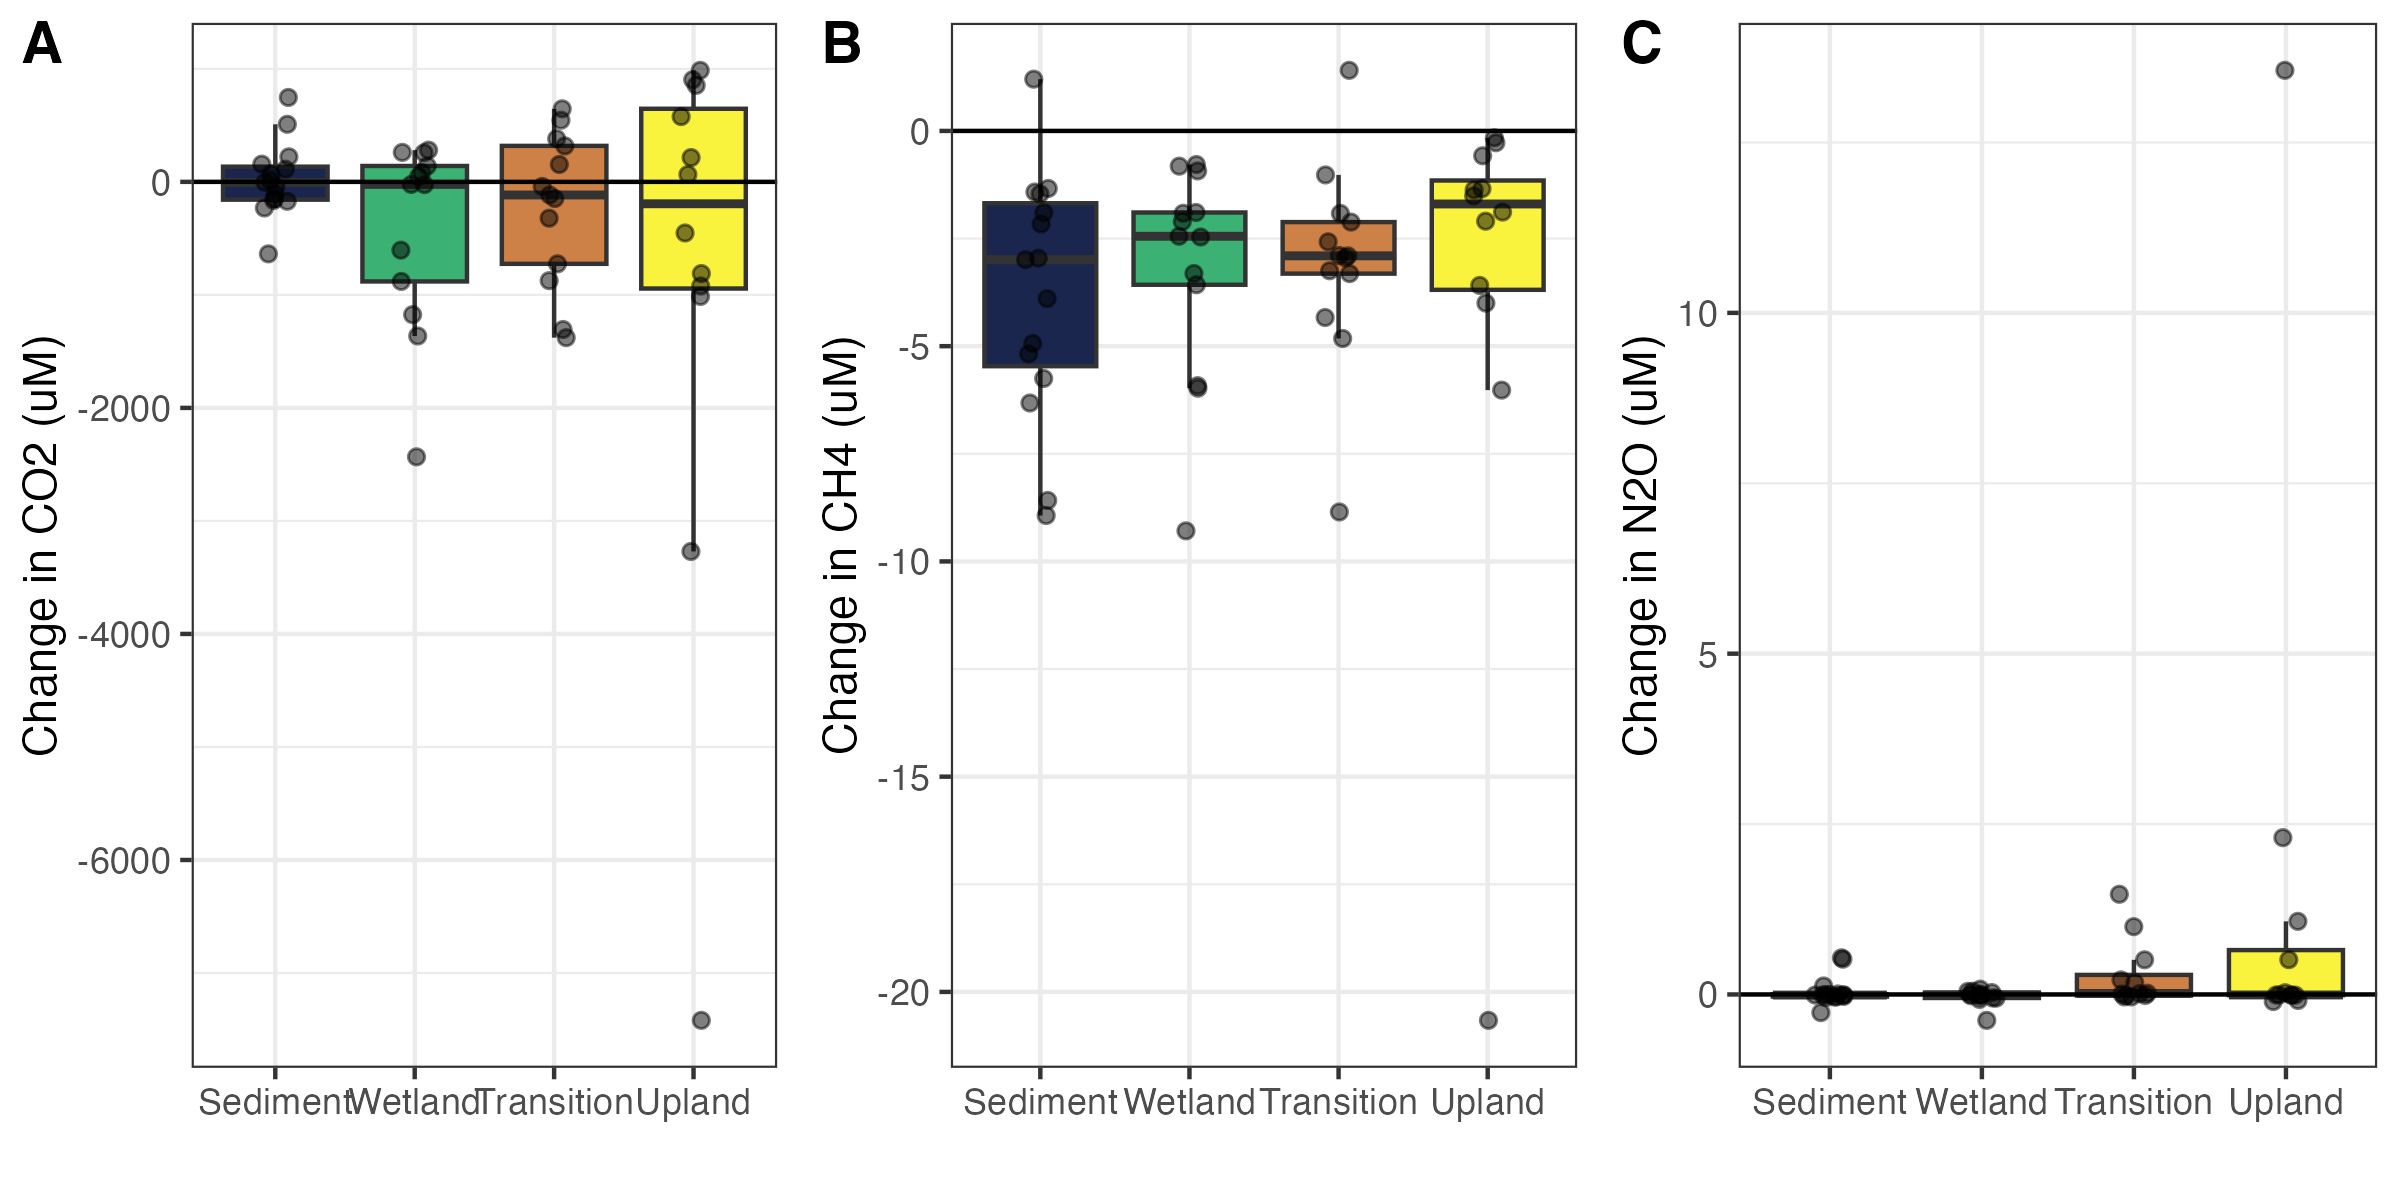 A
Change in CO2 (uM)
0
-2000
-4000
-6000
Sediment Wetland Transition Upland
B
Change in CH4 (uM)
0
-5
-10
-15
-20
Sediment Wetland Transition Upland
C
Change in N2O (uM)
10
5
0
Sediment Wetland Transition Upland